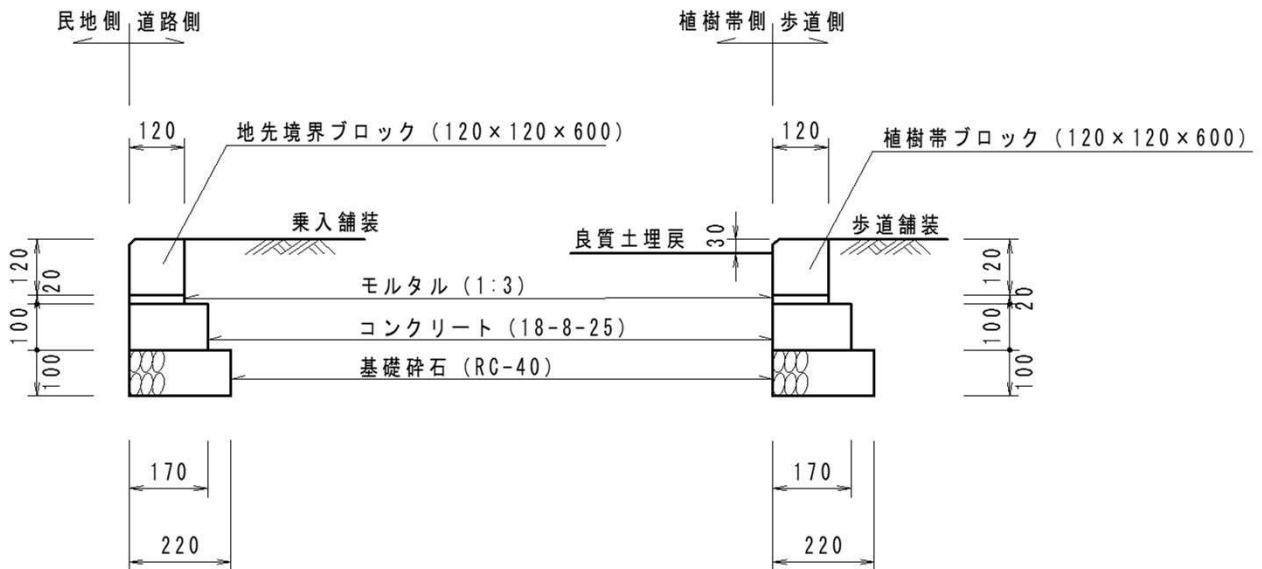 民地側 道路側
植樹帯側 歩道側
120
地先境界ブロック (120×120×600)
120
植樹帯ブロック (120×120×600)
乗入舗装
良質土埋戻
30
歩道舗装
120
20
100
100
モルタル (1:3)
コンクリート (18-8-25)
基礎砕石 (RC-40)
120
20
100
100
170
220
170
220